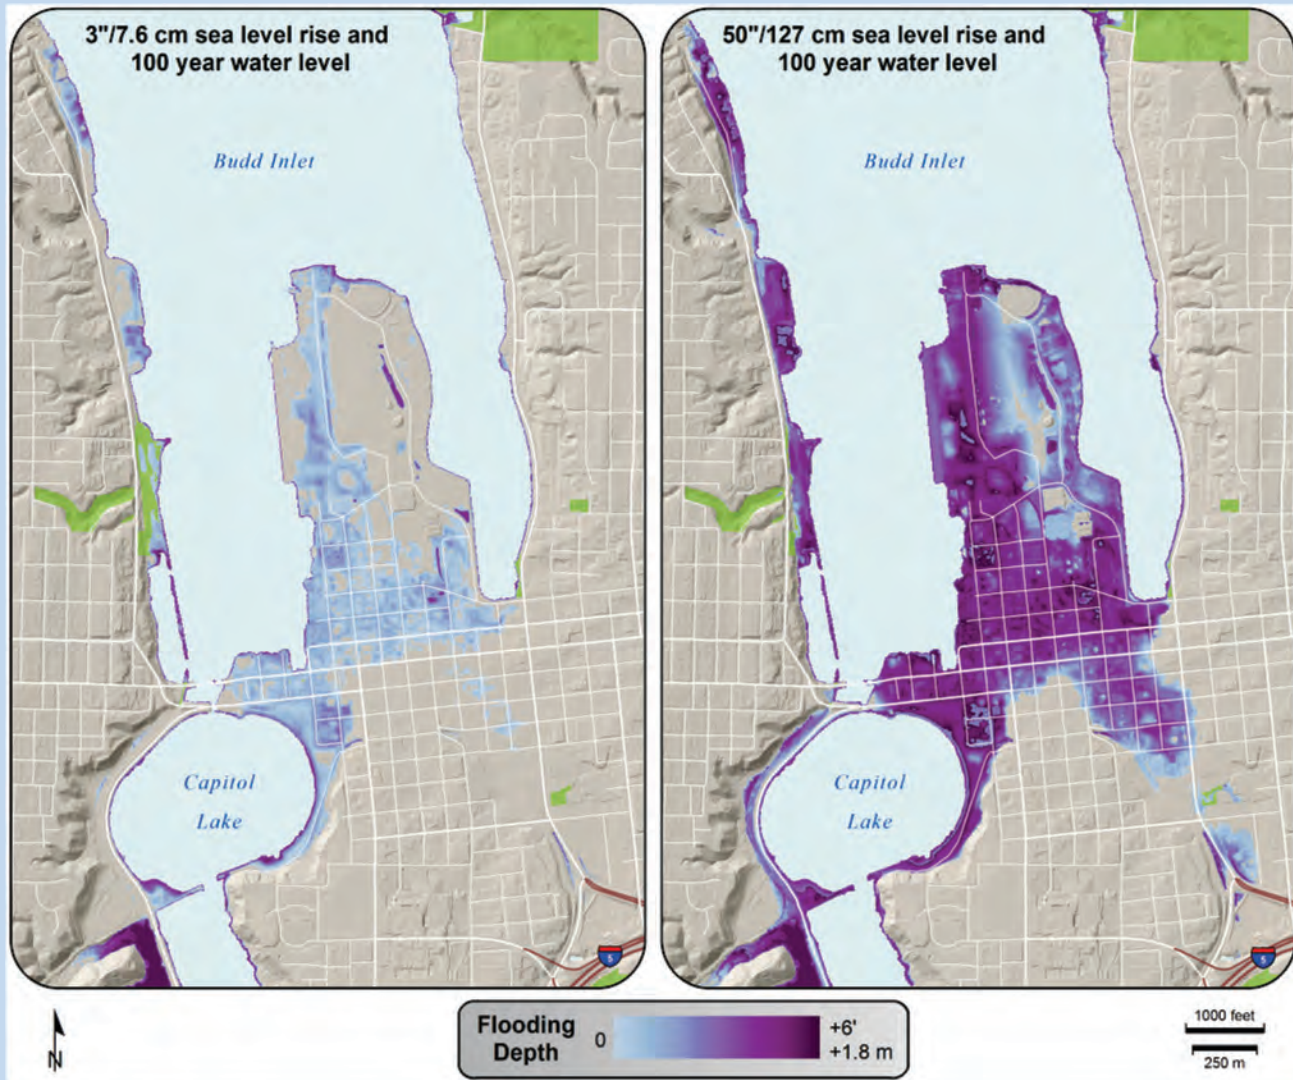 3"/7.6 cm sea level rise and
100 year water level
Budd Inlet
Capitol
Lake
5
50"/127 cm sea level rise and
100 year water level
Budd Inlet
Capitol
Lake
5
N
Flooding
Depth
0
+6'
+1.8 m
1000 feet
250 m